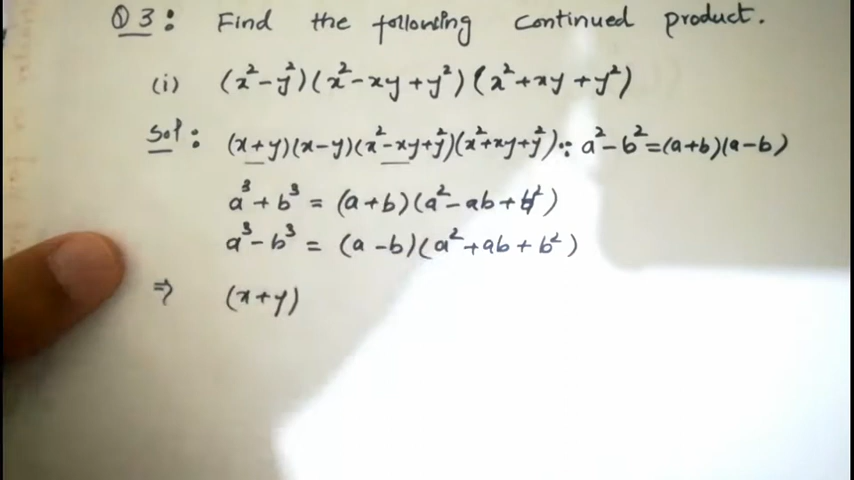 Q 3: Find the following continued product.
(i) (x²-y²)(x²-xy+y²)(x²+xy+y²)
Sol: (x+y)(x-y)(x²-xy+y²)(x²+xy+y²) ∵ a²-b²=(a+b)(a-b)
a³+b³ = (a+b)(a²-ab+b²)
a³-b³ = (a-b)(a²+ab+b²)
⇒ (x+y)